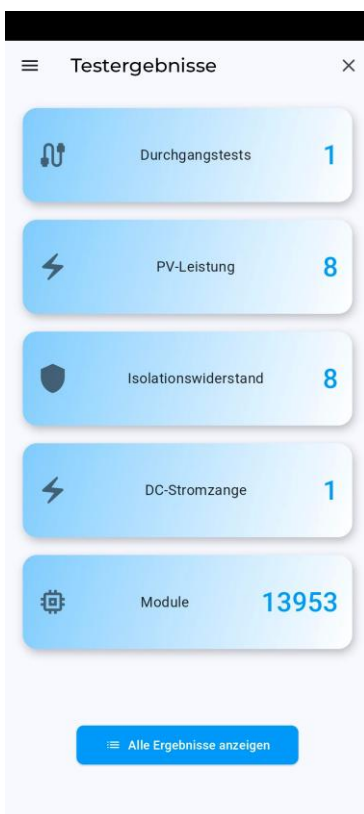 Testergebnisse
Durchgangstests 1
PV-Leistung 8
Isolationswiderstand 8
DC-Stromzange 1
Module 13953
Alle Ergebnisse anzeigen